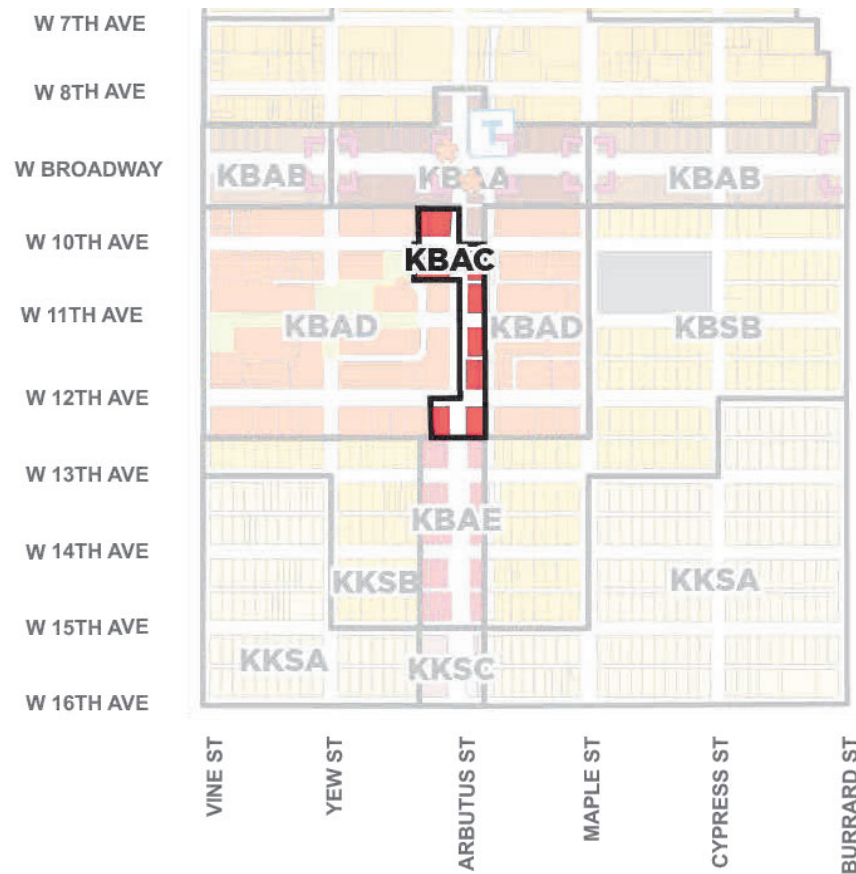 W 7TH AVE
W 8TH AVE
T
W BROADWAY
KBAB
KBAA
KBAB
W 10TH AVE
KBAC
W 11TH AVE
KBAD
KBAD
KBSB
W 12TH AVE
W 13TH AVE
KBAE
W 14TH AVE
KKSB
KKSA
W 15TH AVE
KKSA
KKSC
W 16TH AVE
VINE ST
YEW ST
ARBUTUS ST
MAPLE ST
CYPRESS ST
BURRARD ST